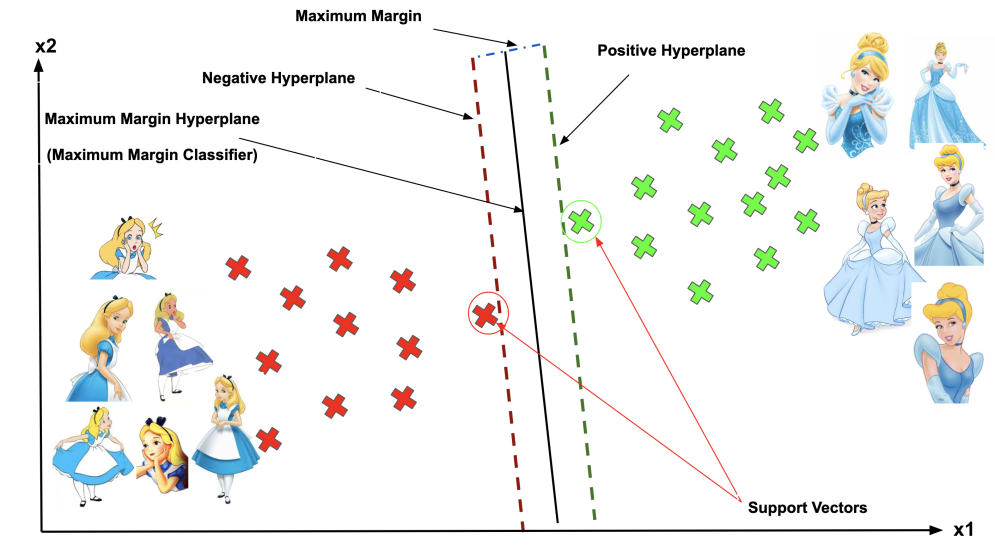 Maximum Margin
x2
Positive Hyperplane
Negative Hyperplane
Maximum Margin Hyperplane
(Maximum Margin Classifier)
Support Vectors
x1